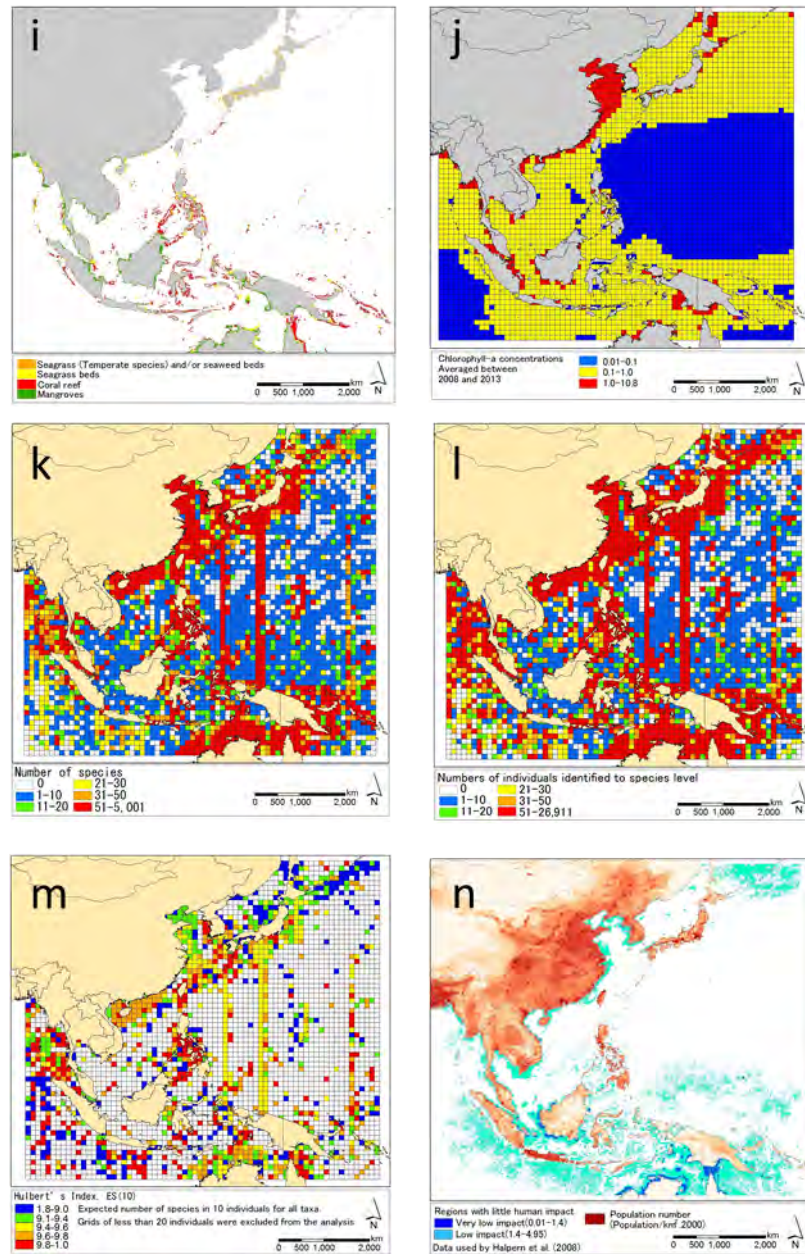 i
Seagrass (Temperate species) and/or seaweed beds
Seagrass beds
Coral reef
Mangroves
km
0 500 1,000 2,000
N
j
Chlorophyll-a concentrations
Averaged between
2008 and 2013
0.01-0.1
0.1-1.0
1.0-10.8
km
0 500 1,000 2,000
N
k
Number of species
0
1-10
11-20
21-30
31-50
51-5,001
km
0 500 1,000 2,000
N
l
Numbers of individuals identified to species level
0
1-10
11-20
21-30
31-50
51-26,911
km
0 500 1,000 2,000
N
m
Hulbert's Index. ES(10)
1.8-9.0
9.1-9.4
9.4-9.6
9.6-9.8
9.8-1.0
Expected number of species in 10 individuals for all taxa.
Grids of less than 20 individuals were excluded from the analysis
km
0 500 1,000 2,000
N
n
Regions with little human impact
Very low impact(0.01-1.4)
Low impact(1.4-4.95)
Data used by Halpern et al. (2008)
Population number
(Population/km², 2000)
km
0 500 1,000 2,000
N